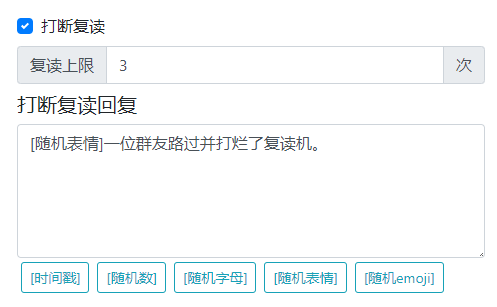 打断复读
复读上限 3 次
打断复读回复
[随机表情]一位群友路过并打烂了复读机。
[时间戳] [随机数] [随机字母] [随机表情] [随机emoji]